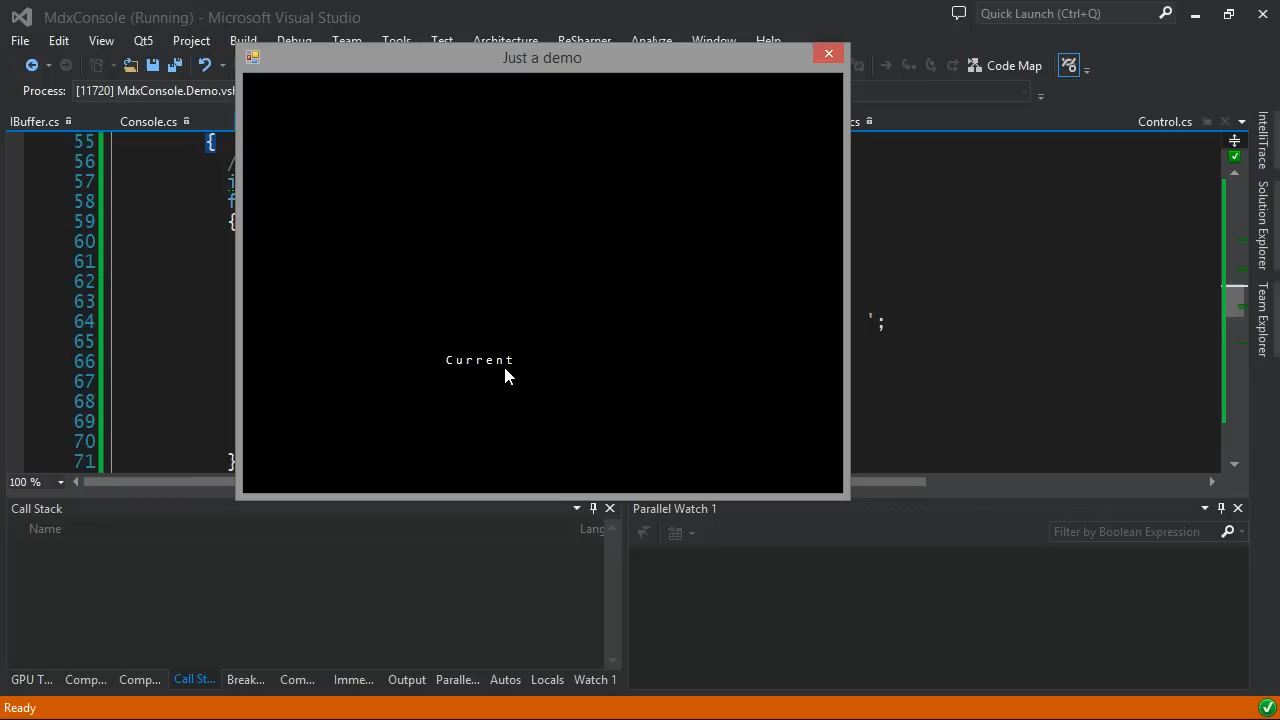 MdxConsole (Running) - Microsoft Visual Studio
Quick Launch (Ctrl+Q)
File Edit View Qt5 Project Build Debug Team Tools Test Architecture ReSharper Analyze Window Help
Just a demo
Code Map
Process: [11720] MdxConsole.Demo.vsh
IBuffer.cs Console.cs cs Control.cs
55 {
56 /
57 i
58 f
59 {
60
61
62
63
64 ';
65
66
67
68
69
70
71 }
Current
IntelliTrace
Solution Explorer
Team Explorer
100 %
Call Stack
Name Lang
Parallel Watch 1
Filter by Boolean Expression
GPU T... Comp... Comp... Call St... Break... Com... Imme... Output Paralle... Autos Locals Watch 1
Ready